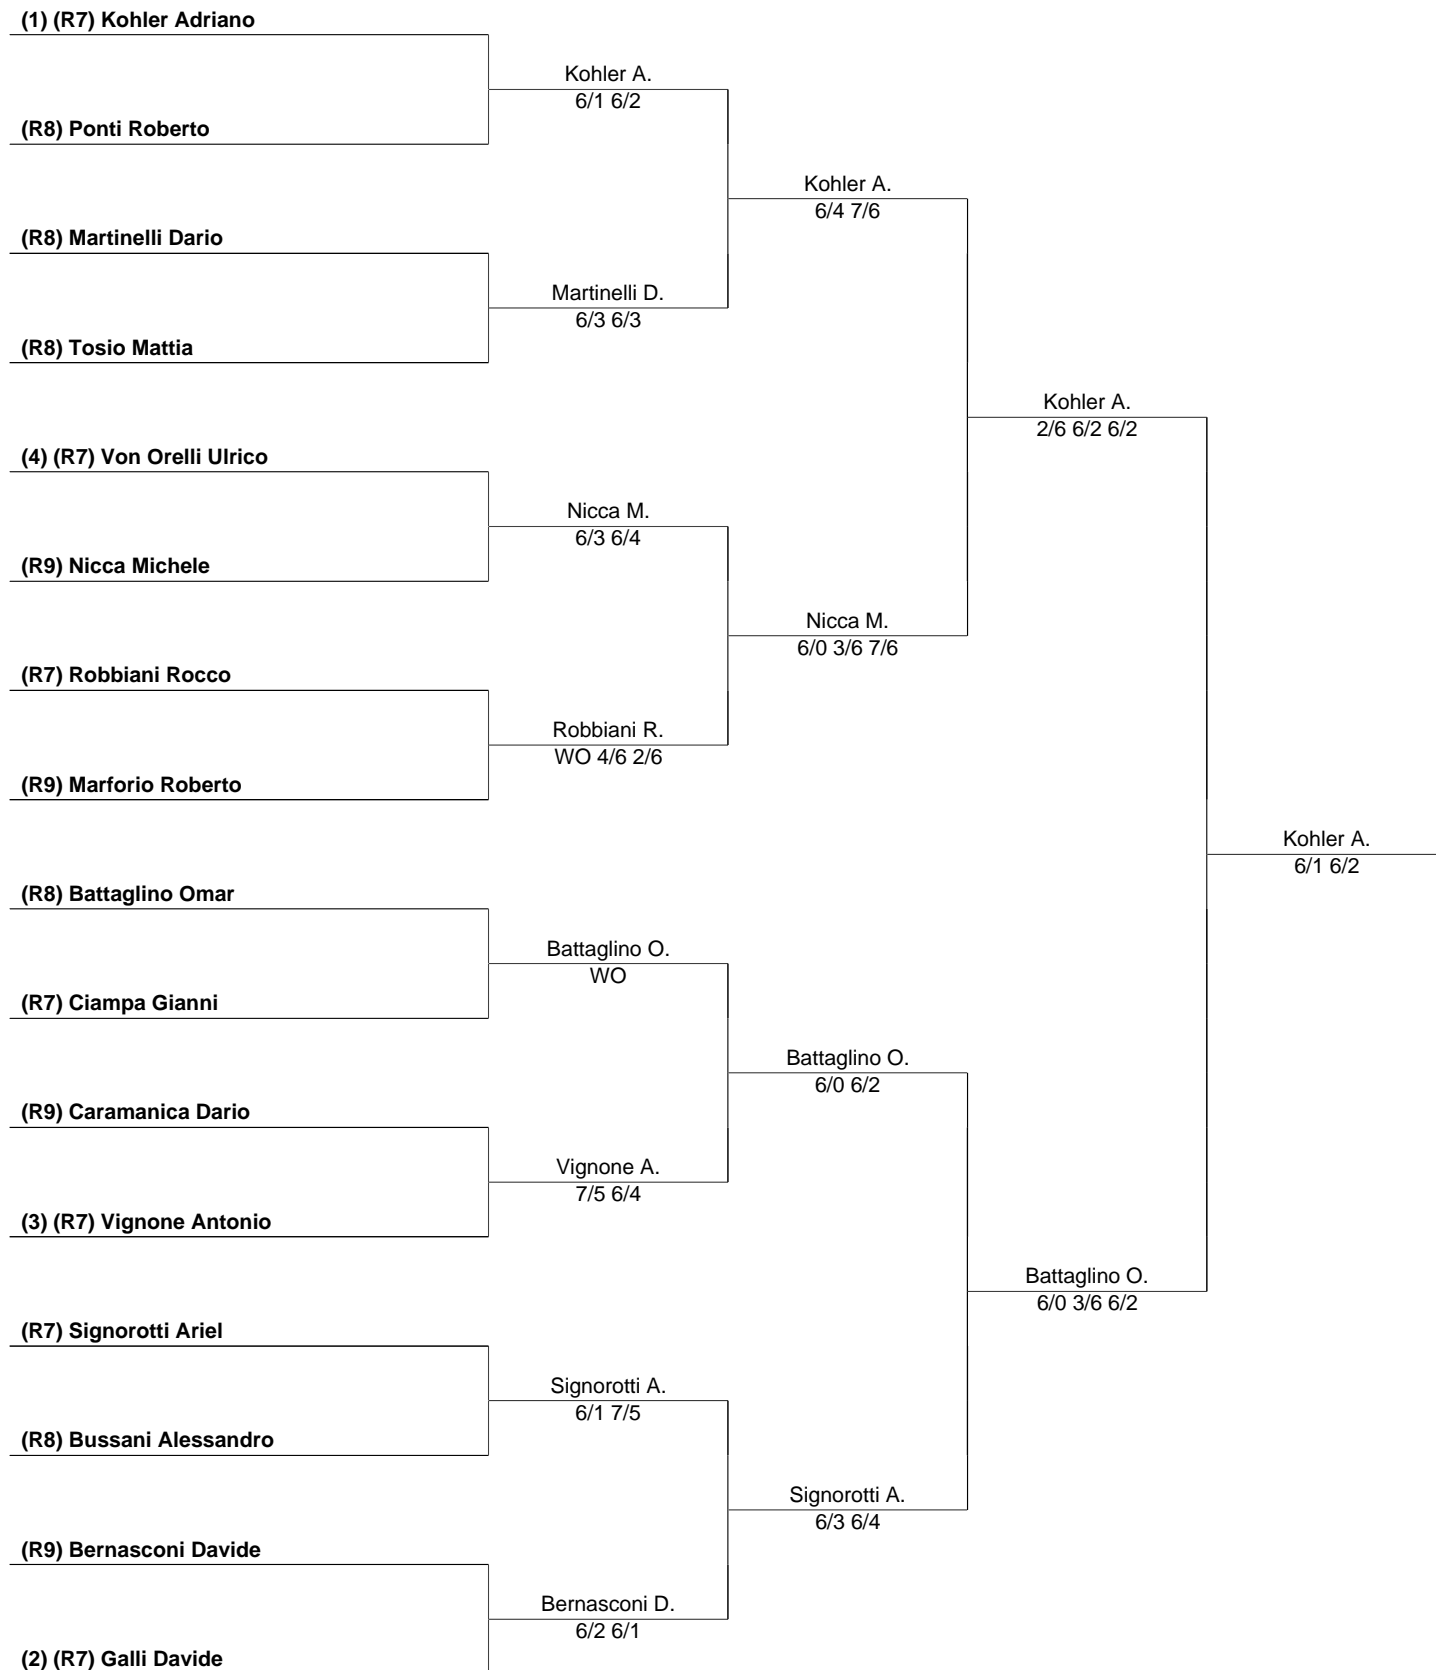 (1) (R7) Kohler Adriano
Kohler A.
6/1 6/2
(R8) Ponti Roberto
Kohler A.
6/4 7/6
(R8) Martinelli Dario
Martinelli D.
6/3 6/3
(R8) Tosio Mattia
Kohler A.
2/6 6/2 6/2
(4) (R7) Von Orelli Ulrico
Nicca M.
6/3 6/4
(R9) Nicca Michele
Nicca M.
6/0 3/6 7/6
(R7) Robbiani Rocco
Robbiani R.
WO 4/6 2/6
(R9) Marforio Roberto
Kohler A.
6/1 6/2
(R8) Battaglino Omar
Battaglino O.
WO
(R7) Ciampa Gianni
Battaglino O.
6/0 6/2
(R9) Caramanica Dario
Vignone A.
7/5 6/4
(3) (R7) Vignone Antonio
Battaglino O.
6/0 3/6 6/2
(R7) Signorotti Ariel
Signorotti A.
6/1 7/5
(R8) Bussani Alessandro
Signorotti A.
6/3 6/4
(R9) Bernasconi Davide
Bernasconi D.
6/2 6/1
(2) (R7) Galli Davide